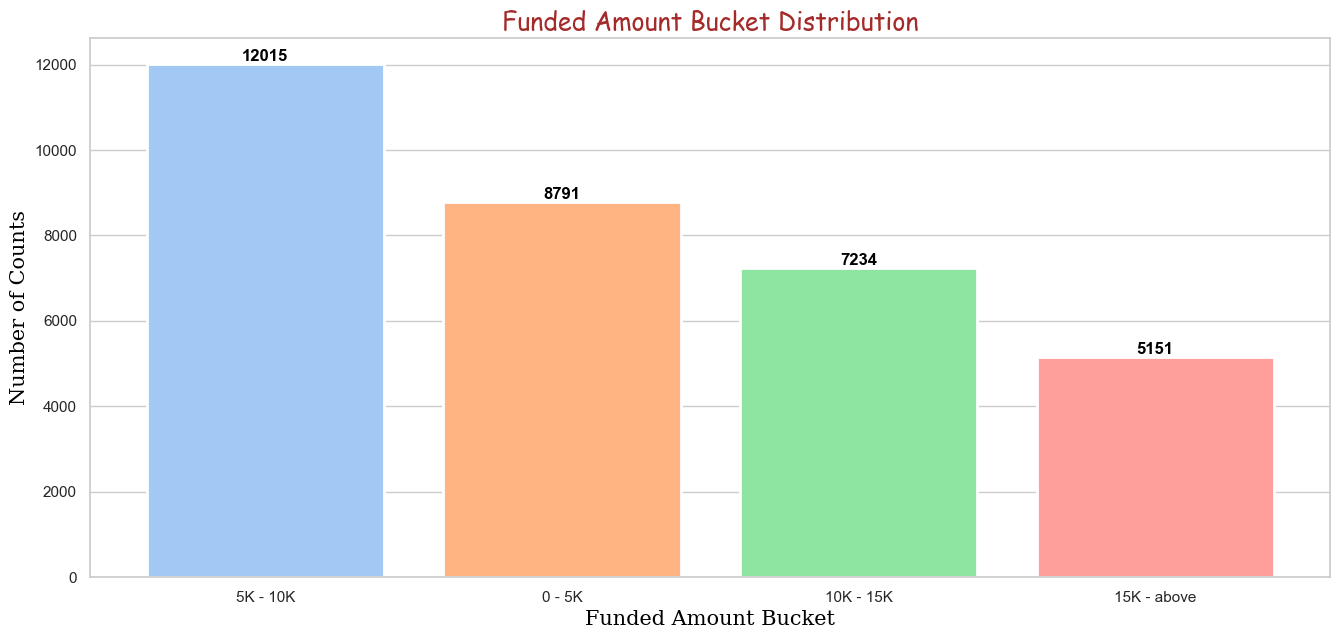 Funded Amount Bucket Distribution
12015
8791
7234
5151
12000
10000
8000
6000
4000
2000
0
Number of Counts
5K - 10K
0 - 5K
10K - 15K
15K - above
Funded Amount Bucket